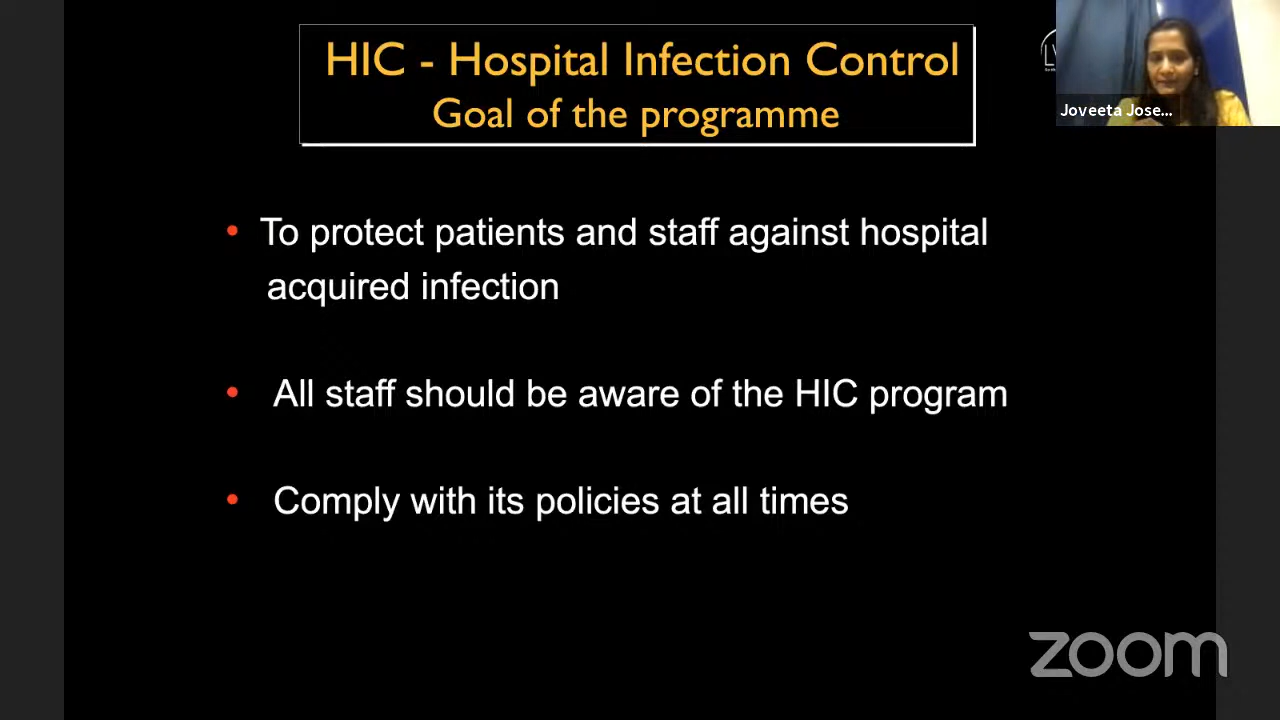 HIC - Hospital Infection Control
Goal of the programme
Joveeta Jose...
• To protect patients and staff against hospital
acquired infection
• All staff should be aware of the HIC program
• Comply with its policies at all times
zoom